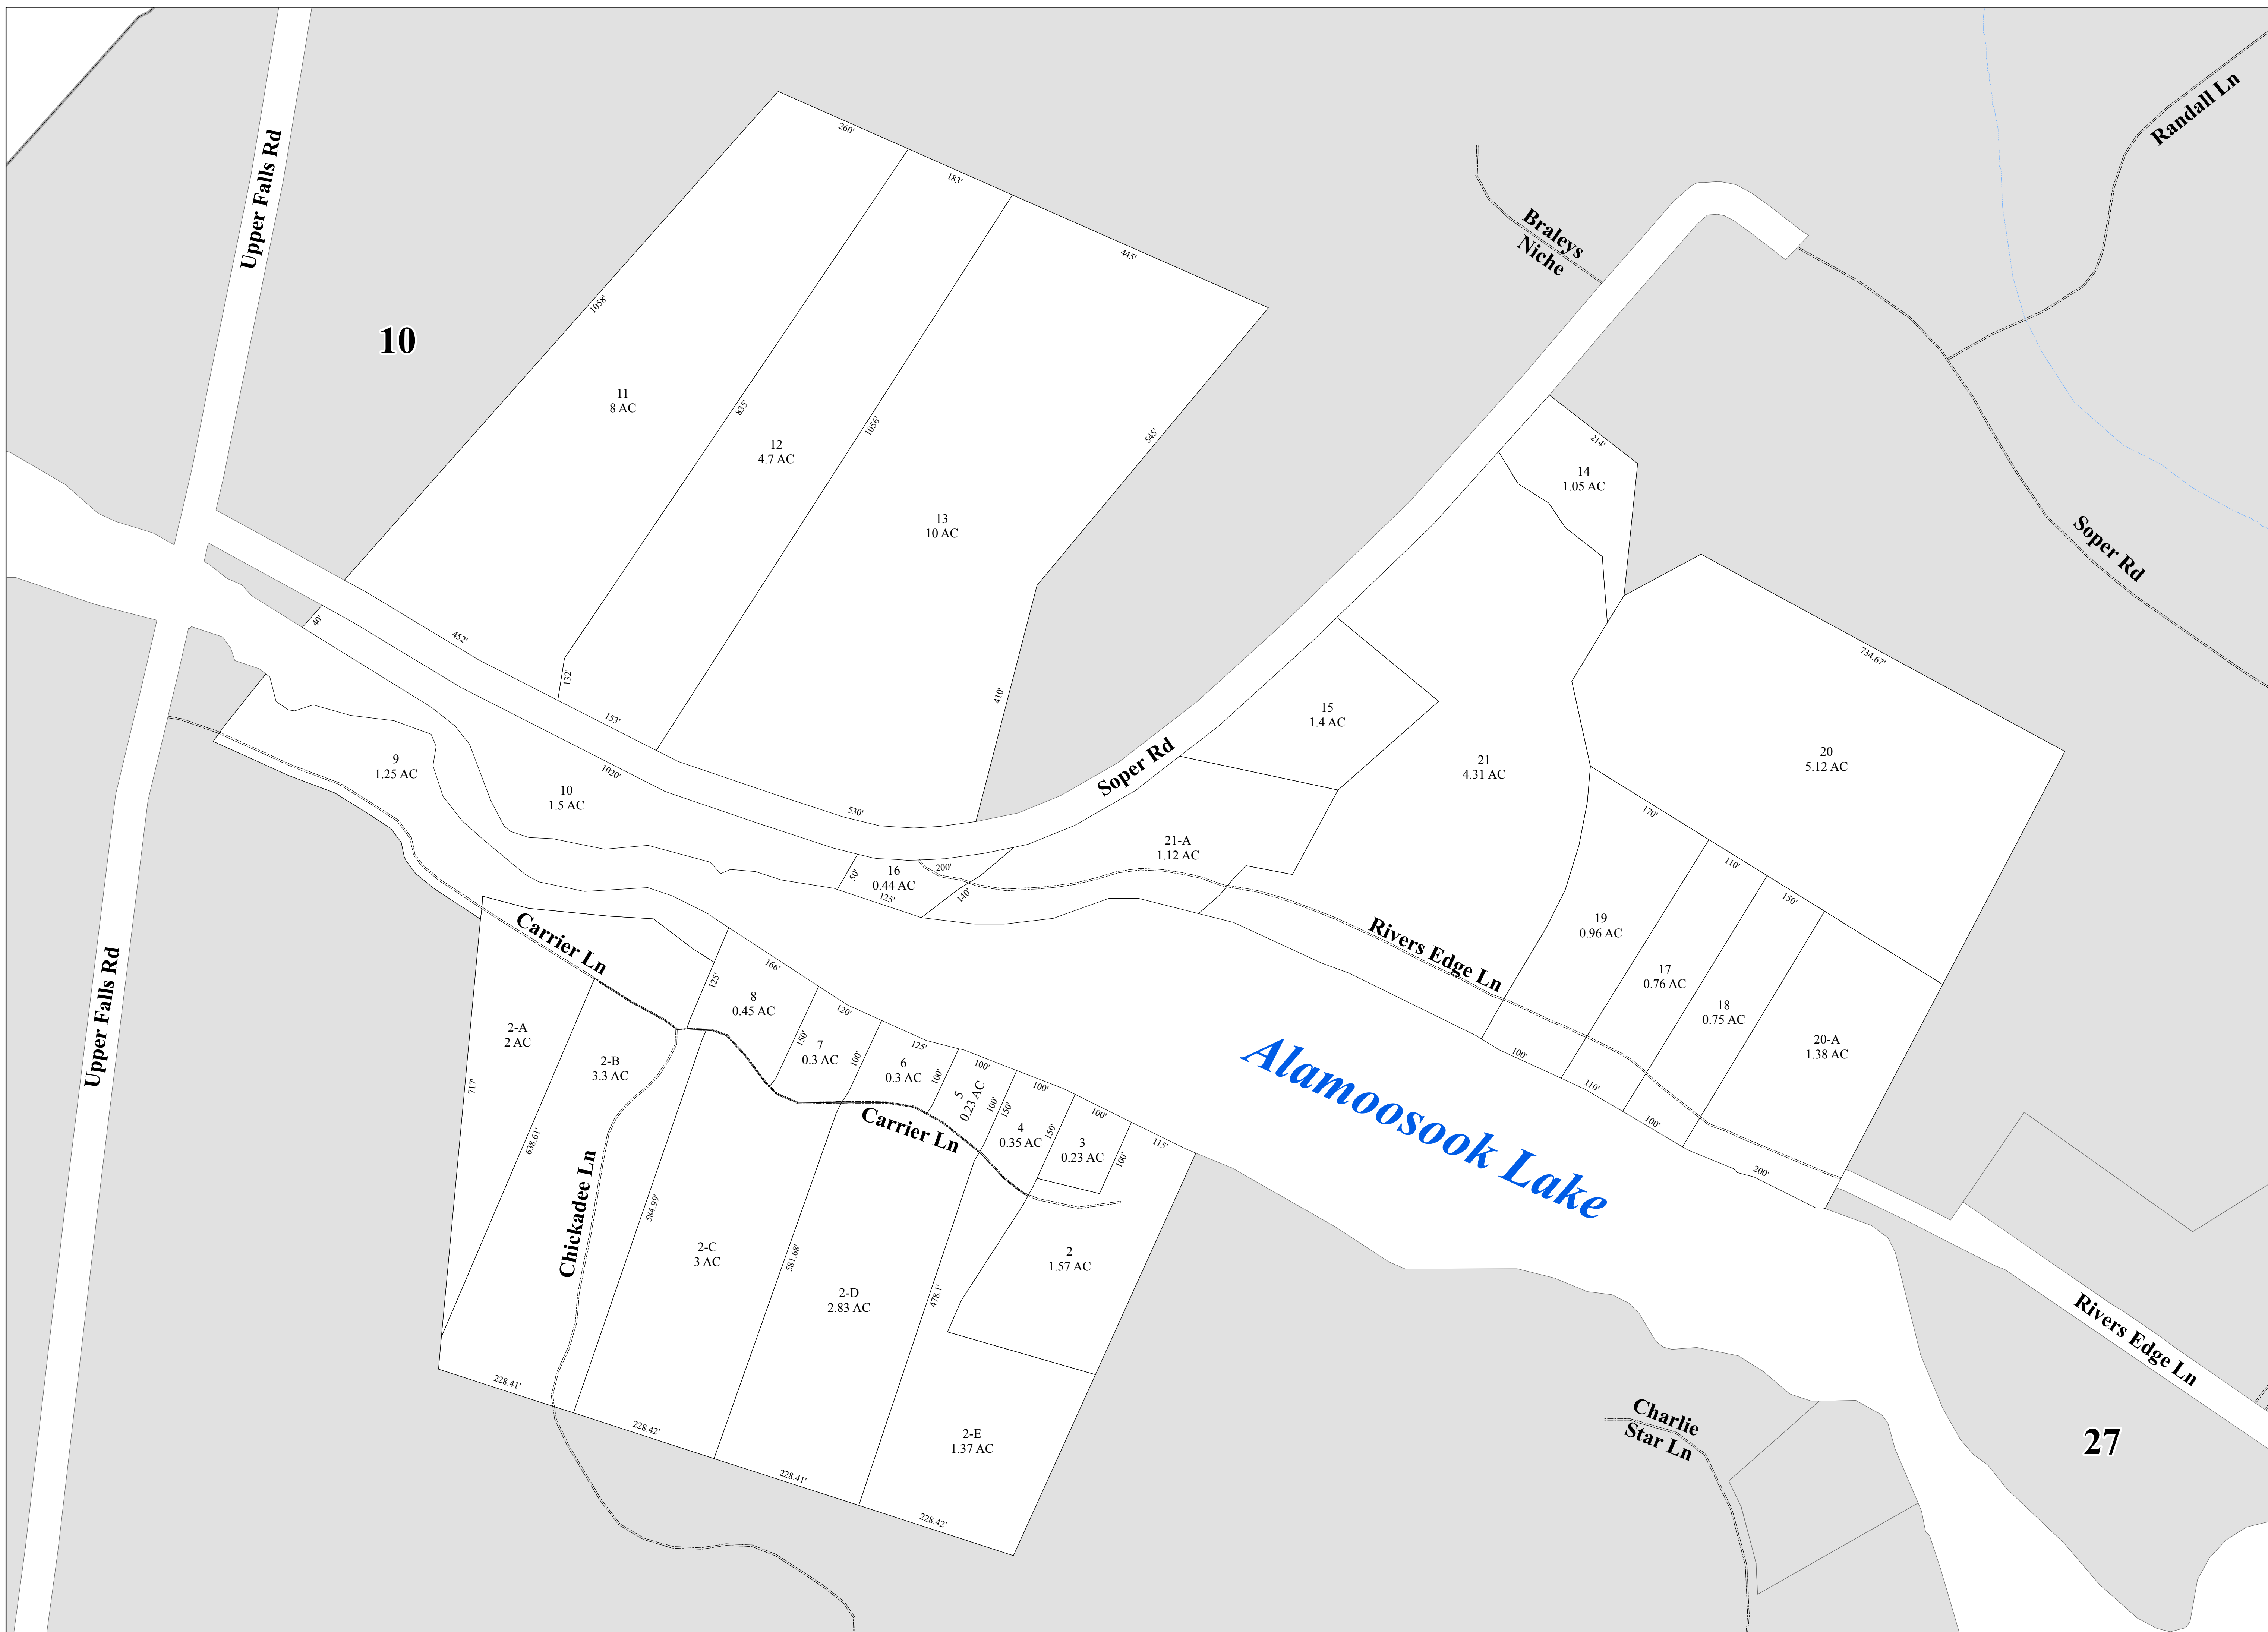 Upper Falls Rd
10
260'
183'
445'
1058'
11
8 AC
835'
12
4.7 AC
1056'
13
10 AC
545'
410'
452'
132'
153'
530'
40'
1020'
Braleys
Niche
Randall Ln
Soper Rd
214'
14
1.05 AC
15
1.4 AC
21
4.31 AC
20
5.12 AC
734.67'
Soper Rd
9
1.25 AC
10
1.5 AC
16
0.44 AC
50'
200'
125'
140'
21-A
1.12 AC
170'
110'
150'
19
0.96 AC
17
0.76 AC
18
0.75 AC
20-A
1.38 AC
100'
110'
100'
200'
Rivers Edge Ln
Alamoosook Lake
Upper Falls Rd
Carrier Ln
2-A
2 AC
717'
638.61'
2-B
3.3 AC
Chickadee Ln
125'
166'
8
0.45 AC
150'
120'
7
0.3 AC
100'
125'
6
0.3 AC
100'
100'
5
0.23 AC
100'
150'
100'
4
0.35 AC
150'
100'
3
0.23 AC
100'
115'
Carrier Ln
584.99'
2-C
3 AC
581.68'
2-D
2.83 AC
478.1'
2
1.57 AC
2-E
1.37 AC
228.41'
228.42'
228.41'
228.42'
Charlie
Star Ln
Rivers Edge Ln
27